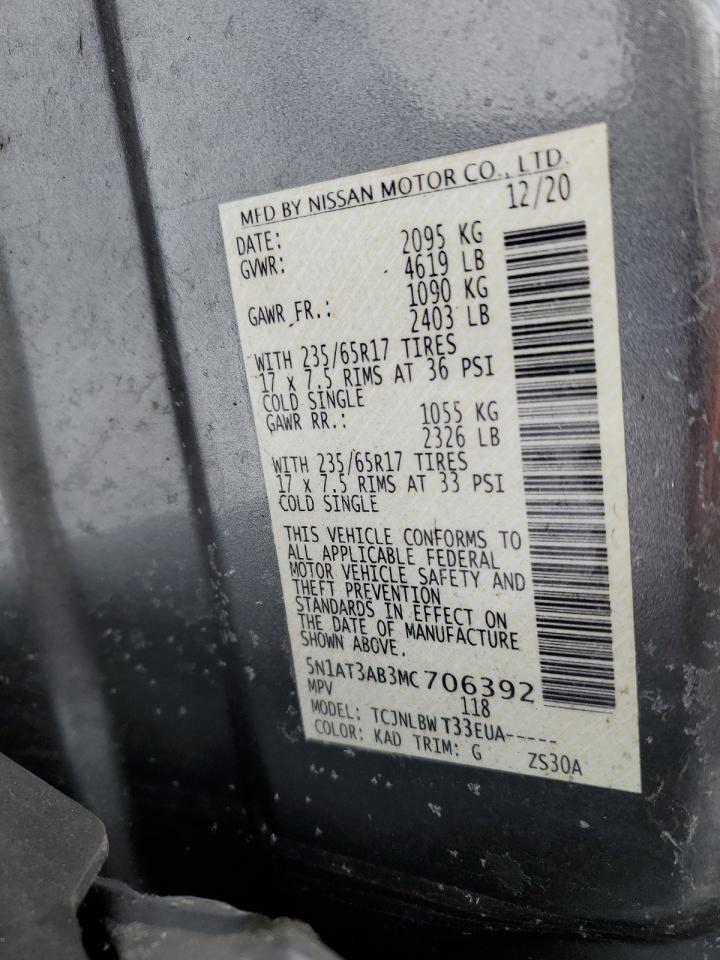 MFD BY NISSAN MOTOR CO., LTD.
DATE: 12/20
GVWR: 2095 KG
4619 LB
GAWR FR.: 1090 KG
2403 LB
WITH 235/65R17 TIRES
17 x 7.5 RIMS AT 36 PSI
COLD SINGLE
GAWR RR.: 1055 KG
2326 LB
WITH 235/65R17 TIRES
17 x 7.5 RIMS AT 33 PSI
COLD SINGLE
THIS VEHICLE CONFORMS TO
ALL APPLICABLE FEDERAL
MOTOR VEHICLE SAFETY AND
THEFT PREVENTION
STANDARDS IN EFFECT ON
THE DATE OF MANUFACTURE
SHOWN ABOVE.
5N1AT3AB3MC706392
MPV 118
MODEL: TCJNLBW T33EUA-----
COLOR: KAD TRIM: G ZS30A